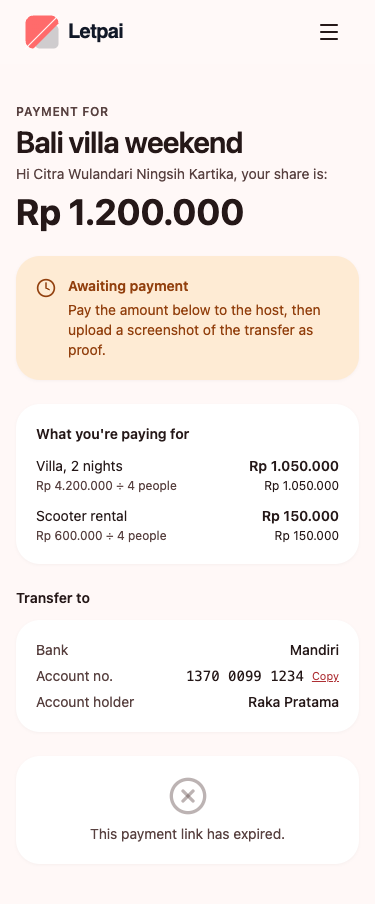 Letpai
PAYMENT FOR
Bali villa weekend
Hi Citra Wulandari Ningsih Kartika, your share is:
Rp 1.200.000
Awaiting payment
Pay the amount below to the host, then
upload a screenshot of the transfer as
proof.
What you're paying for
Villa, 2 nights Rp 1.050.000
Rp 4.200.000 ÷ 4 people Rp 1.050.000
Scooter rental Rp 150.000
Rp 600.000 ÷ 4 people Rp 150.000
Transfer to
Bank Mandiri
Account no. 1370 0099 1234 Copy
Account holder Raka Pratama
This payment link has expired.